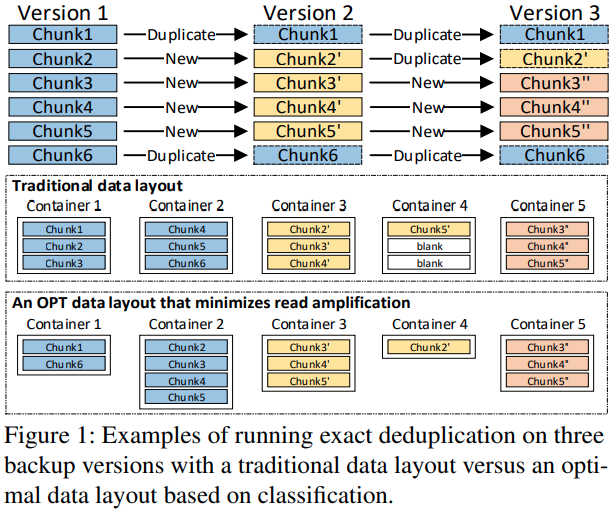 Version 1 Version 2 Version 3
Chunk1 Duplicate Chunk1 Duplicate Chunk1
Chunk2 New Chunk2' Duplicate Chunk2'
Chunk3 New Chunk3' New Chunk3''
Chunk4 New Chunk4' New Chunk4''
Chunk5 New Chunk5' New Chunk5''
Chunk6 Duplicate Chunk6 Duplicate Chunk6
Traditional data layout
Container 1 Container 2 Container 3 Container 4 Container 5
Chunk1 Chunk4 Chunk2' Chunk5' Chunk3"
Chunk2 Chunk5 Chunk3' blank Chunk4"
Chunk3 Chunk6 Chunk4' blank Chunk5"
An OPT data layout that minimizes read amplification
Container 1 Container 2 Container 3 Container 4 Container 5
Chunk1 Chunk2 Chunk3' Chunk2' Chunk3"
Chunk6 Chunk3 Chunk4' Chunk4"
Chunk4 Chunk5' Chunk5"
Chunk5
Figure 1: Examples of running exact deduplication on three
backup versions with a traditional data layout versus an opti-
mal data layout based on classification.